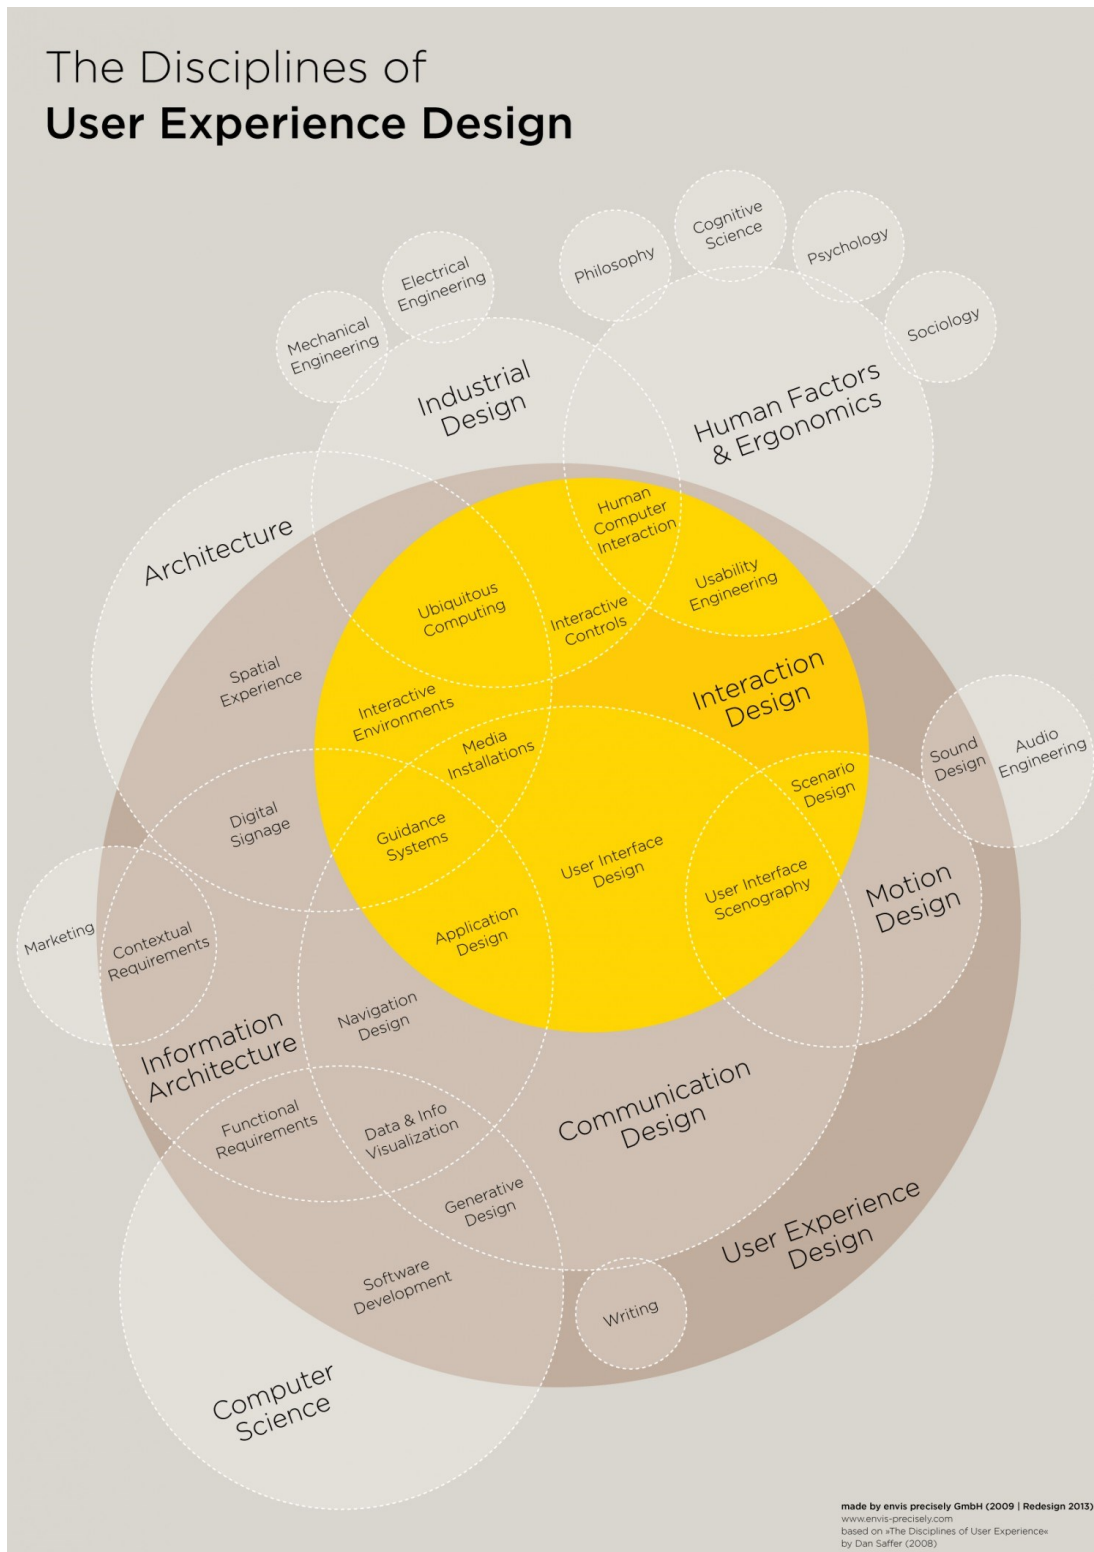 The Disciplines of
User Experience Design
Cognitive
Science
Philosophy
Psychology
Electrical
Engineering
Sociology
Mechanical
Engineering
Industrial
Design
Human Factors
& Ergonomics
Human
Computer
Interaction
Architecture
Usability
Engineering
Ubiquitous
Computing
Interactive
Controls
Spatial
Experience
Interactive
Environments
Interaction
Design
Media
Installations
Sound
Design
Audio
Engineering
Scenario
Design
Digital
Signage
Guidance
Systems
User Interface
Design
User Interface
Scenography
Motion
Design
Marketing
Contextual
Requirements
Application
Design
Navigation
Design
Information
Architecture
Communication
Design
Functional
Requirements
Data & Info
Visualization
Generative
Design
User Experience
Design
Software
Development
Writing
Computer
Science
made by envis precisely GmbH (2009 | Redesign 2013)
www.envis-precisely.com
based on »The Disciplines of User Experience«
by Dan Saffer (2008)